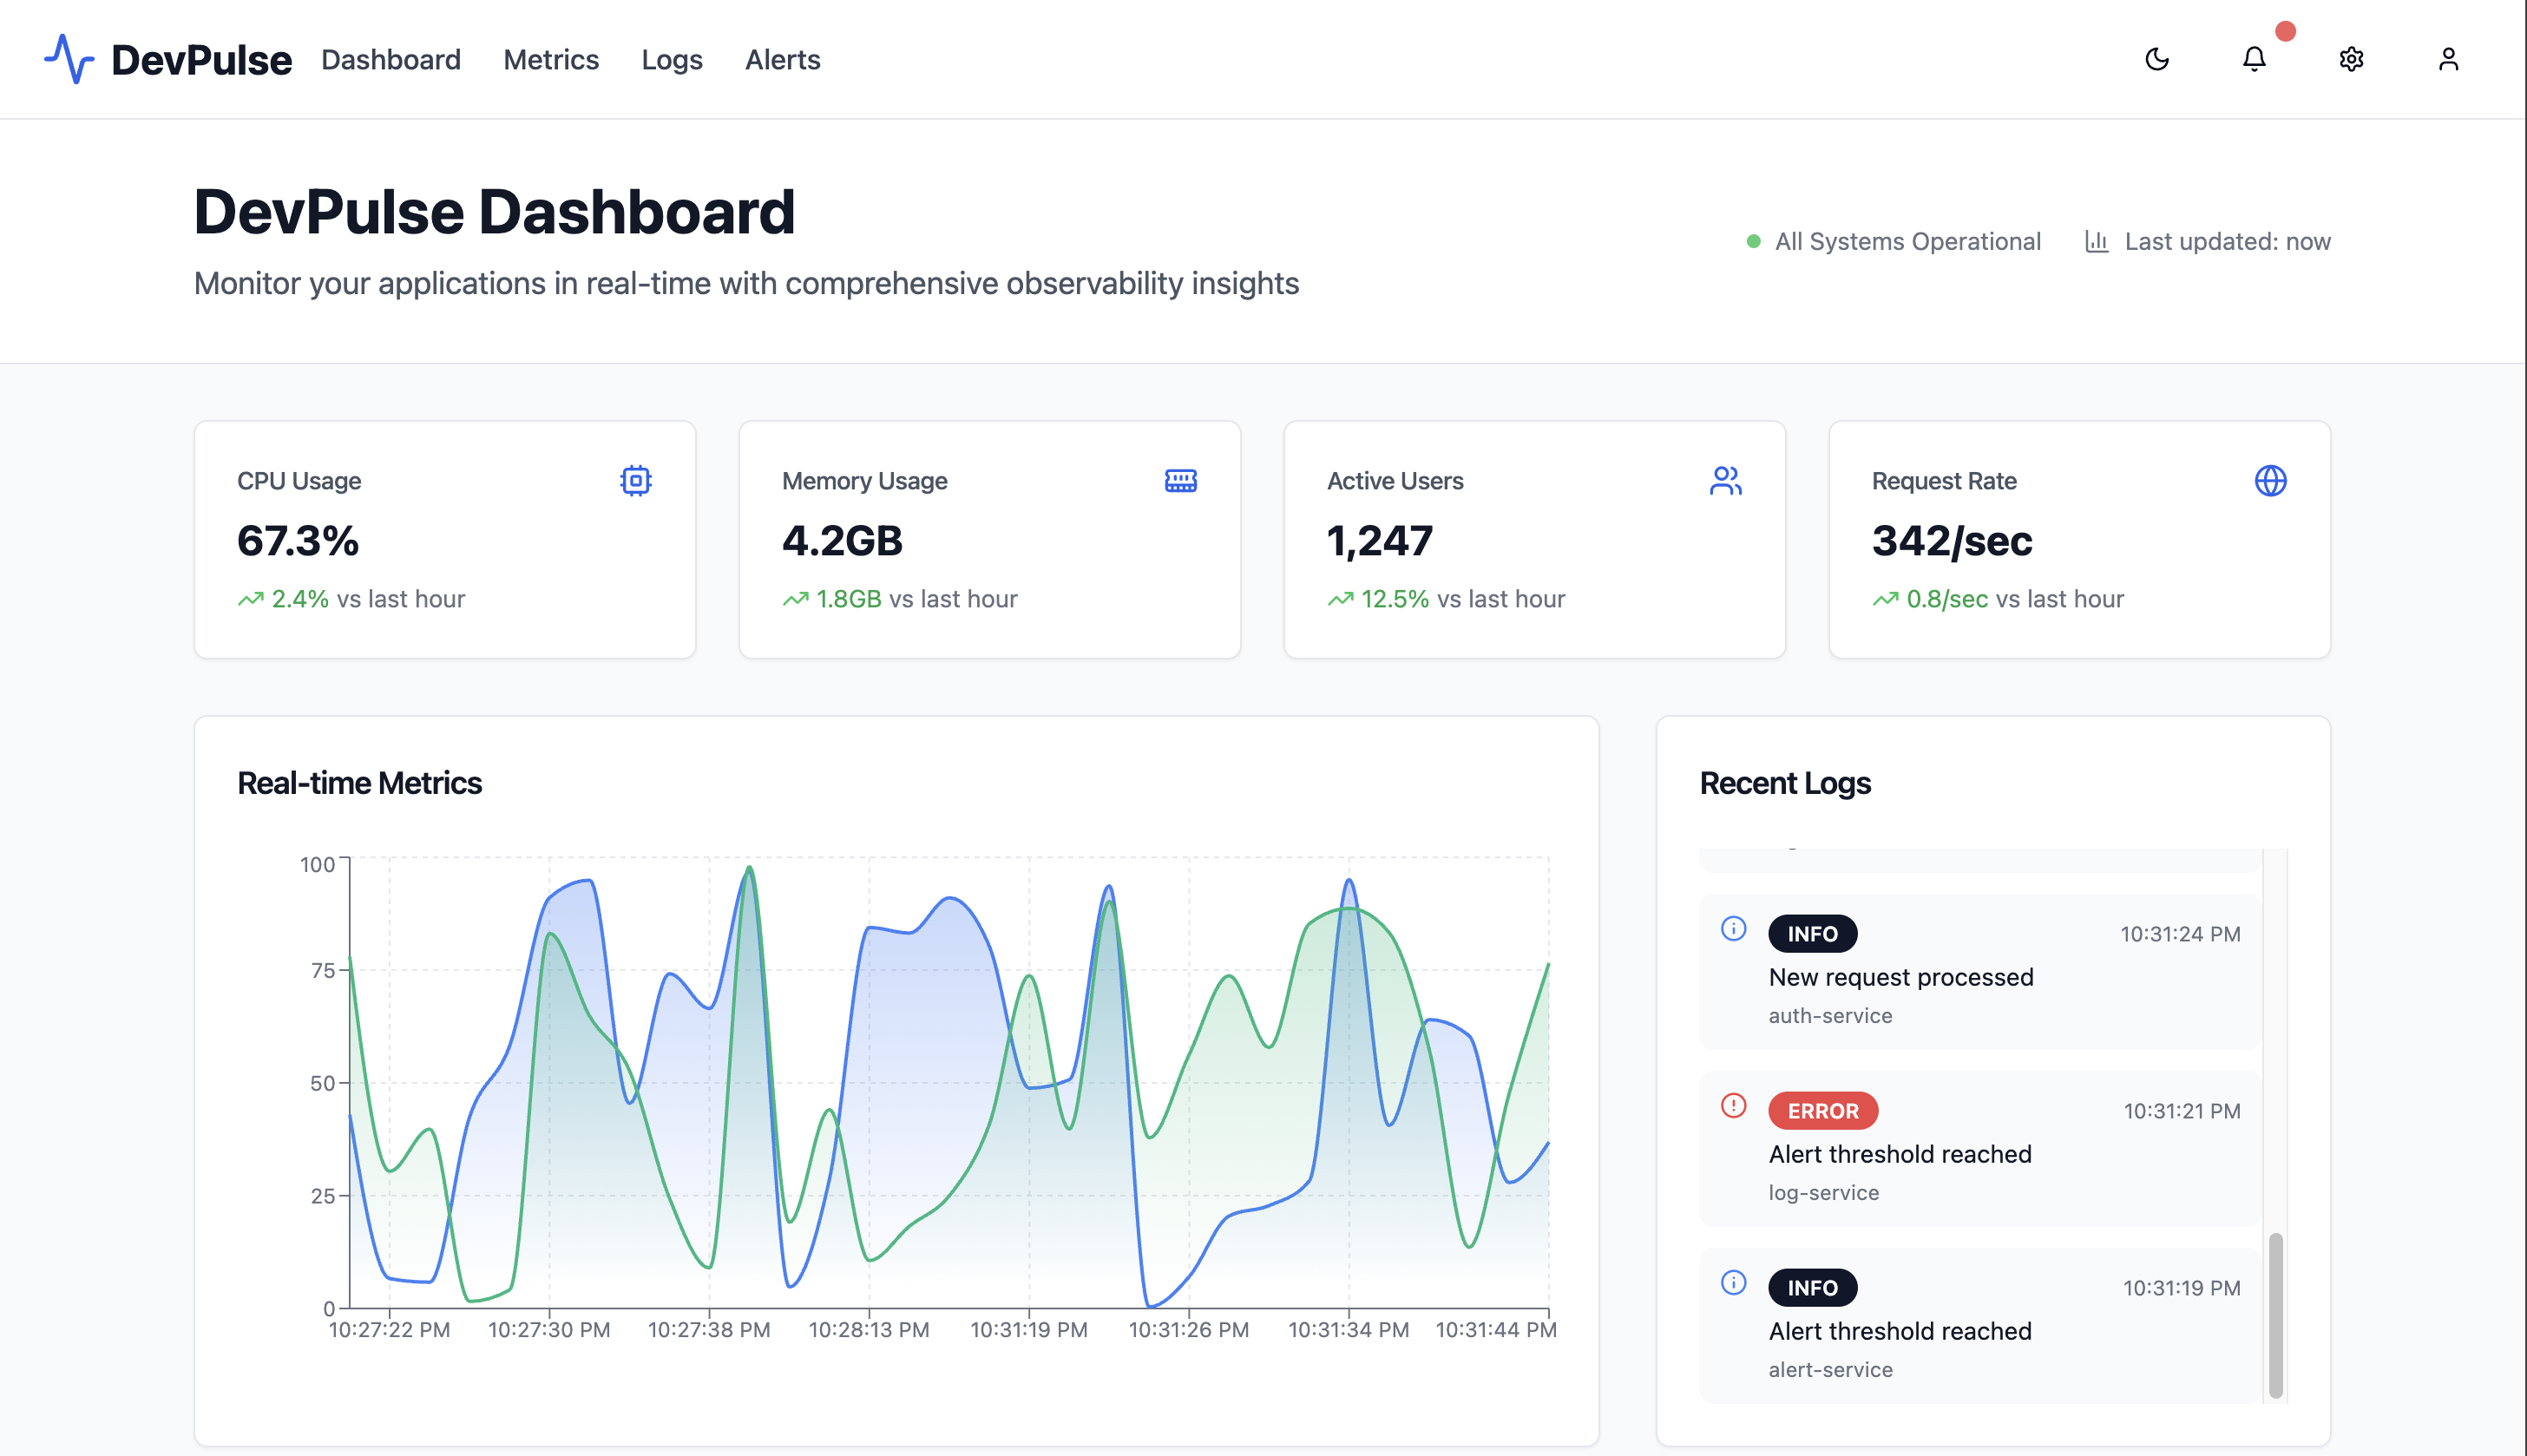 DevPulse Dashboard Metrics Logs Alerts
DevPulse Dashboard
Monitor your applications in real-time with comprehensive observability insights
All Systems Operational Last updated: now
CPU Usage
67.3%
2.4% vs last hour
Memory Usage
4.2GB
1.8GB vs last hour
Active Users
1,247
12.5% vs last hour
Request Rate
342/sec
0.8/sec vs last hour
Real-time Metrics
100
75
50
25
0
10:27:22 PM 10:27:30 PM 10:27:38 PM 10:28:13 PM 10:31:19 PM 10:31:26 PM 10:31:34 PM 10:31:44 PM
Recent Logs
INFO 10:31:24 PM
New request processed
auth-service
ERROR 10:31:21 PM
Alert threshold reached
log-service
INFO 10:31:19 PM
Alert threshold reached
alert-service